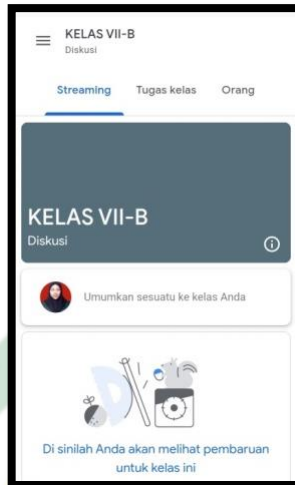 KELAS VII-B
Diskusi
Streaming Tugas kelas Orang
KELAS VII-B
Diskusi
Umumkan sesuatu ke kelas Anda
Di sinilah Anda akan melihat pembaruan
untuk kelas ini